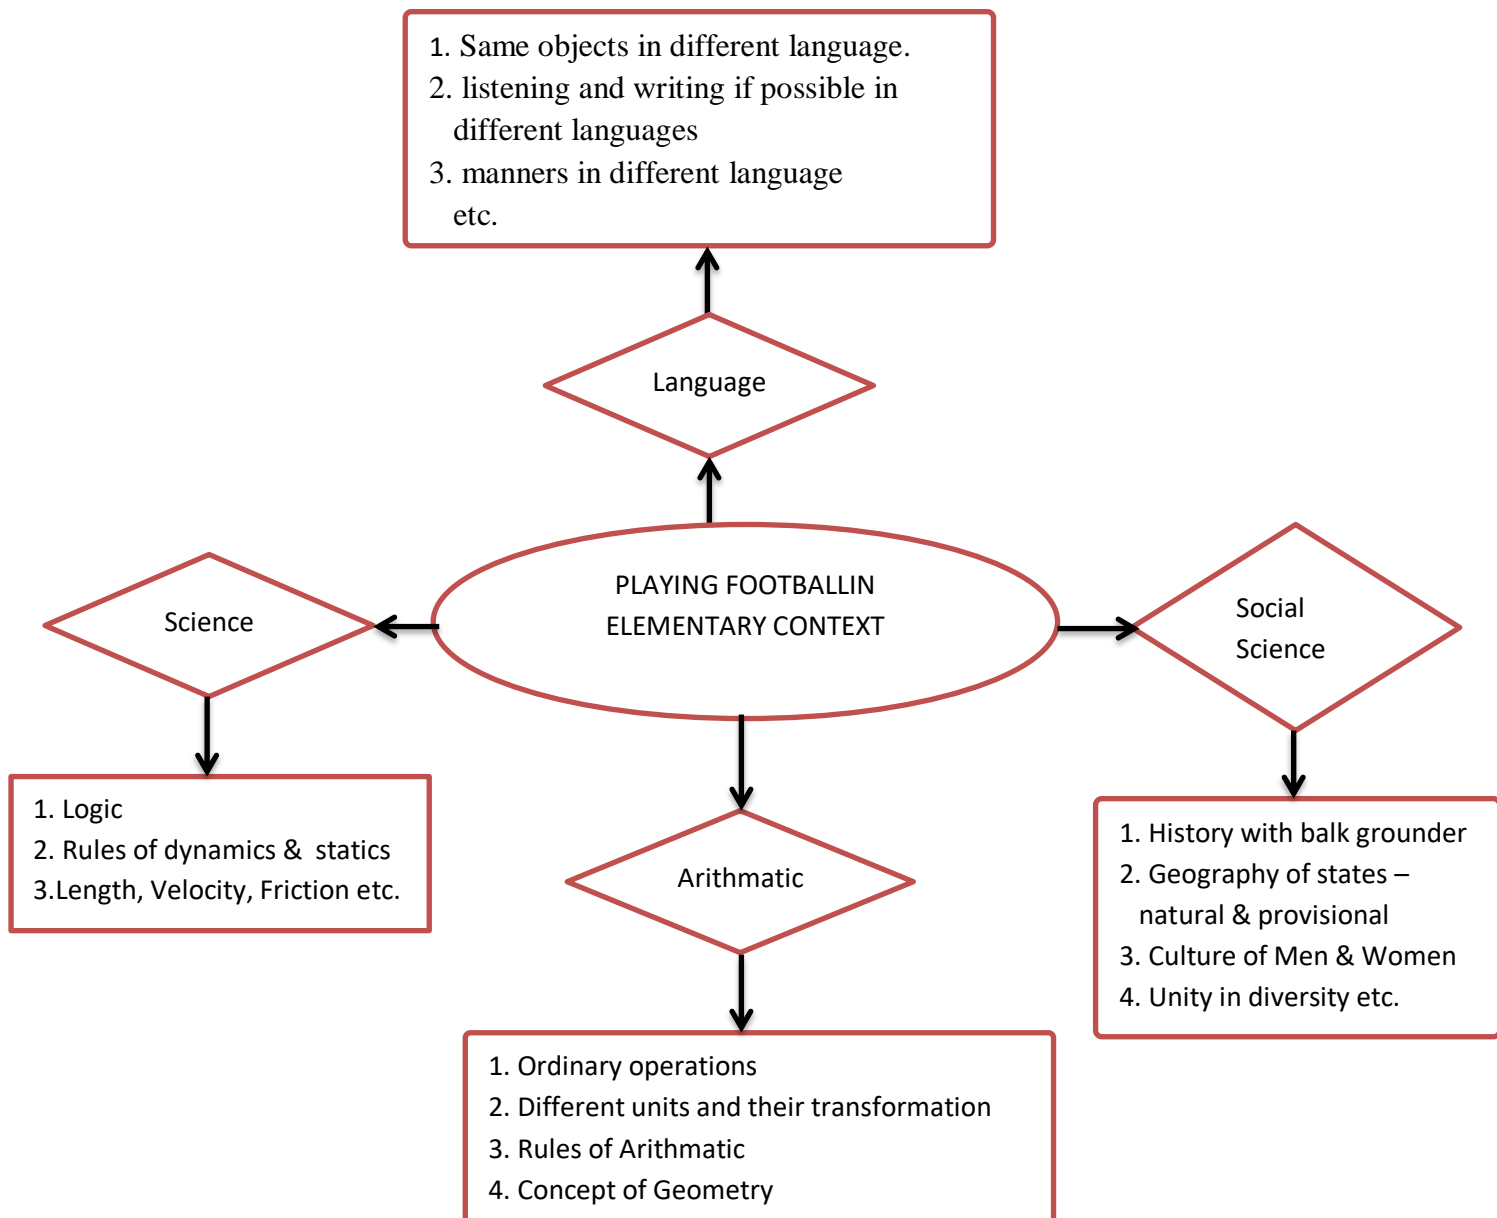 1. Same objects in different language.
2. listening and writing if possible in
different languages
3. manners in different language
etc.
Language
PLAYING FOOTBALLIN
ELEMENTARY CONTEXT
Science
Social
Science
1. Logic
2. Rules of dynamics & statics
3.Length, Velocity, Friction etc.
Arithmatic
1. History with balk grounder
2. Geography of states –
natural & provisional
3. Culture of Men & Women
4. Unity in diversity etc.
1. Ordinary operations
2. Different units and their transformation
3. Rules of Arithmatic
4. Concept of Geometry